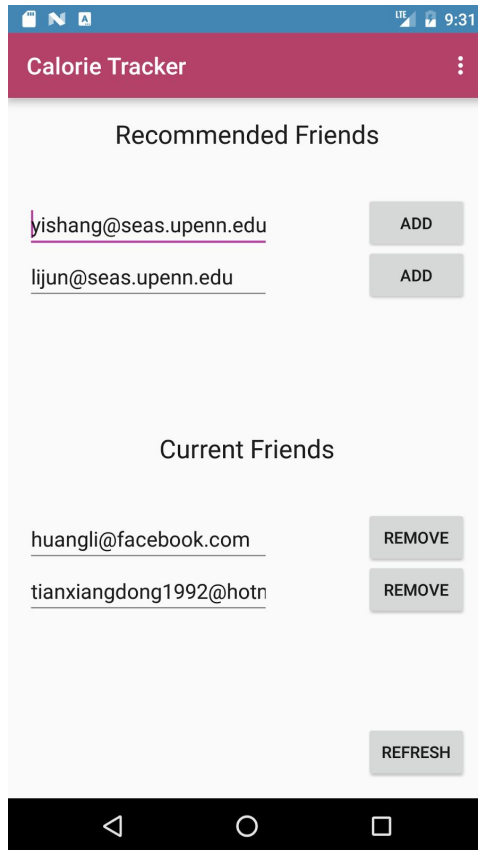 LTE 9:31
Calorie Tracker
Recommended Friends
yishang@seas.upenn.edu ADD
lijun@seas.upenn.edu ADD
Current Friends
huangli@facebook.com REMOVE
tianxiangdong1992@hotn REMOVE
REFRESH